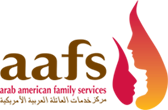 aafs
arab american family services
مركز خدمات العائلة العربية الأمريكية